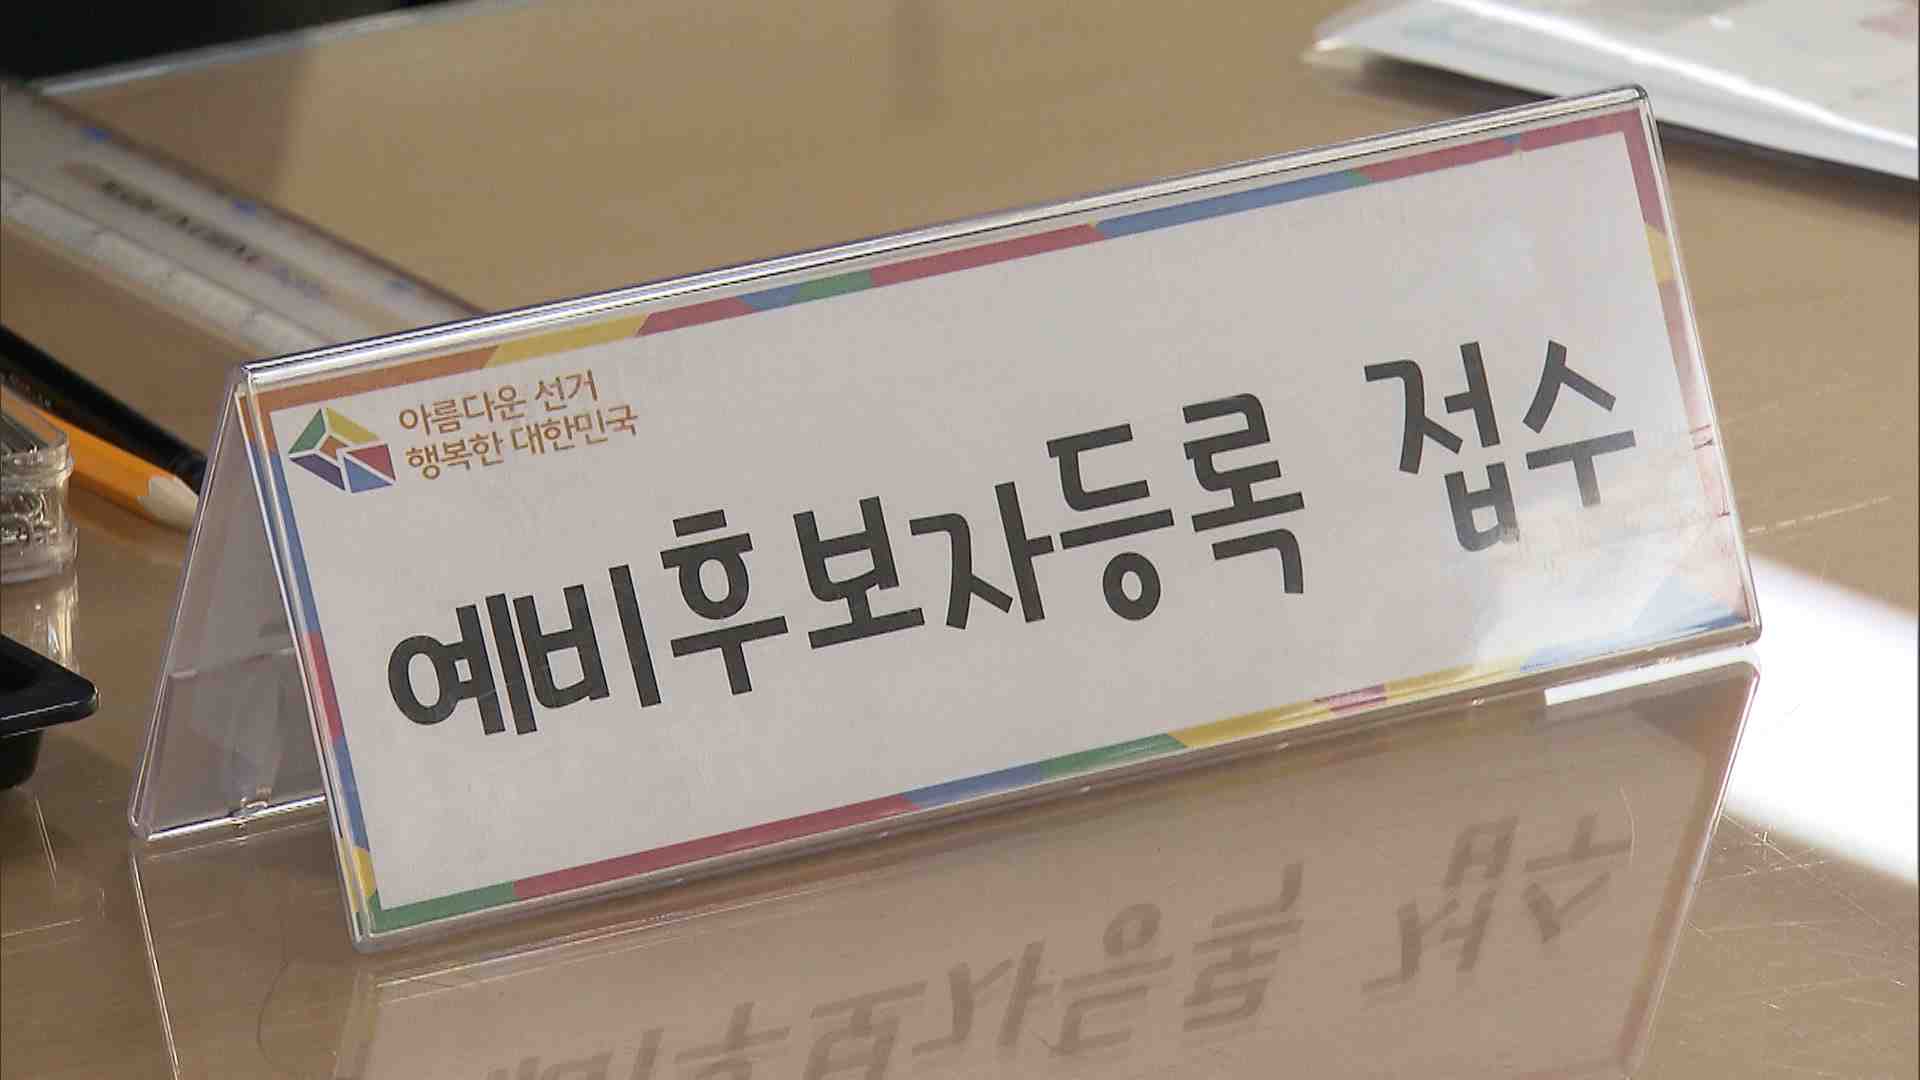 아름다운 선거
행복한 대한민국
예비후보자등록 접수